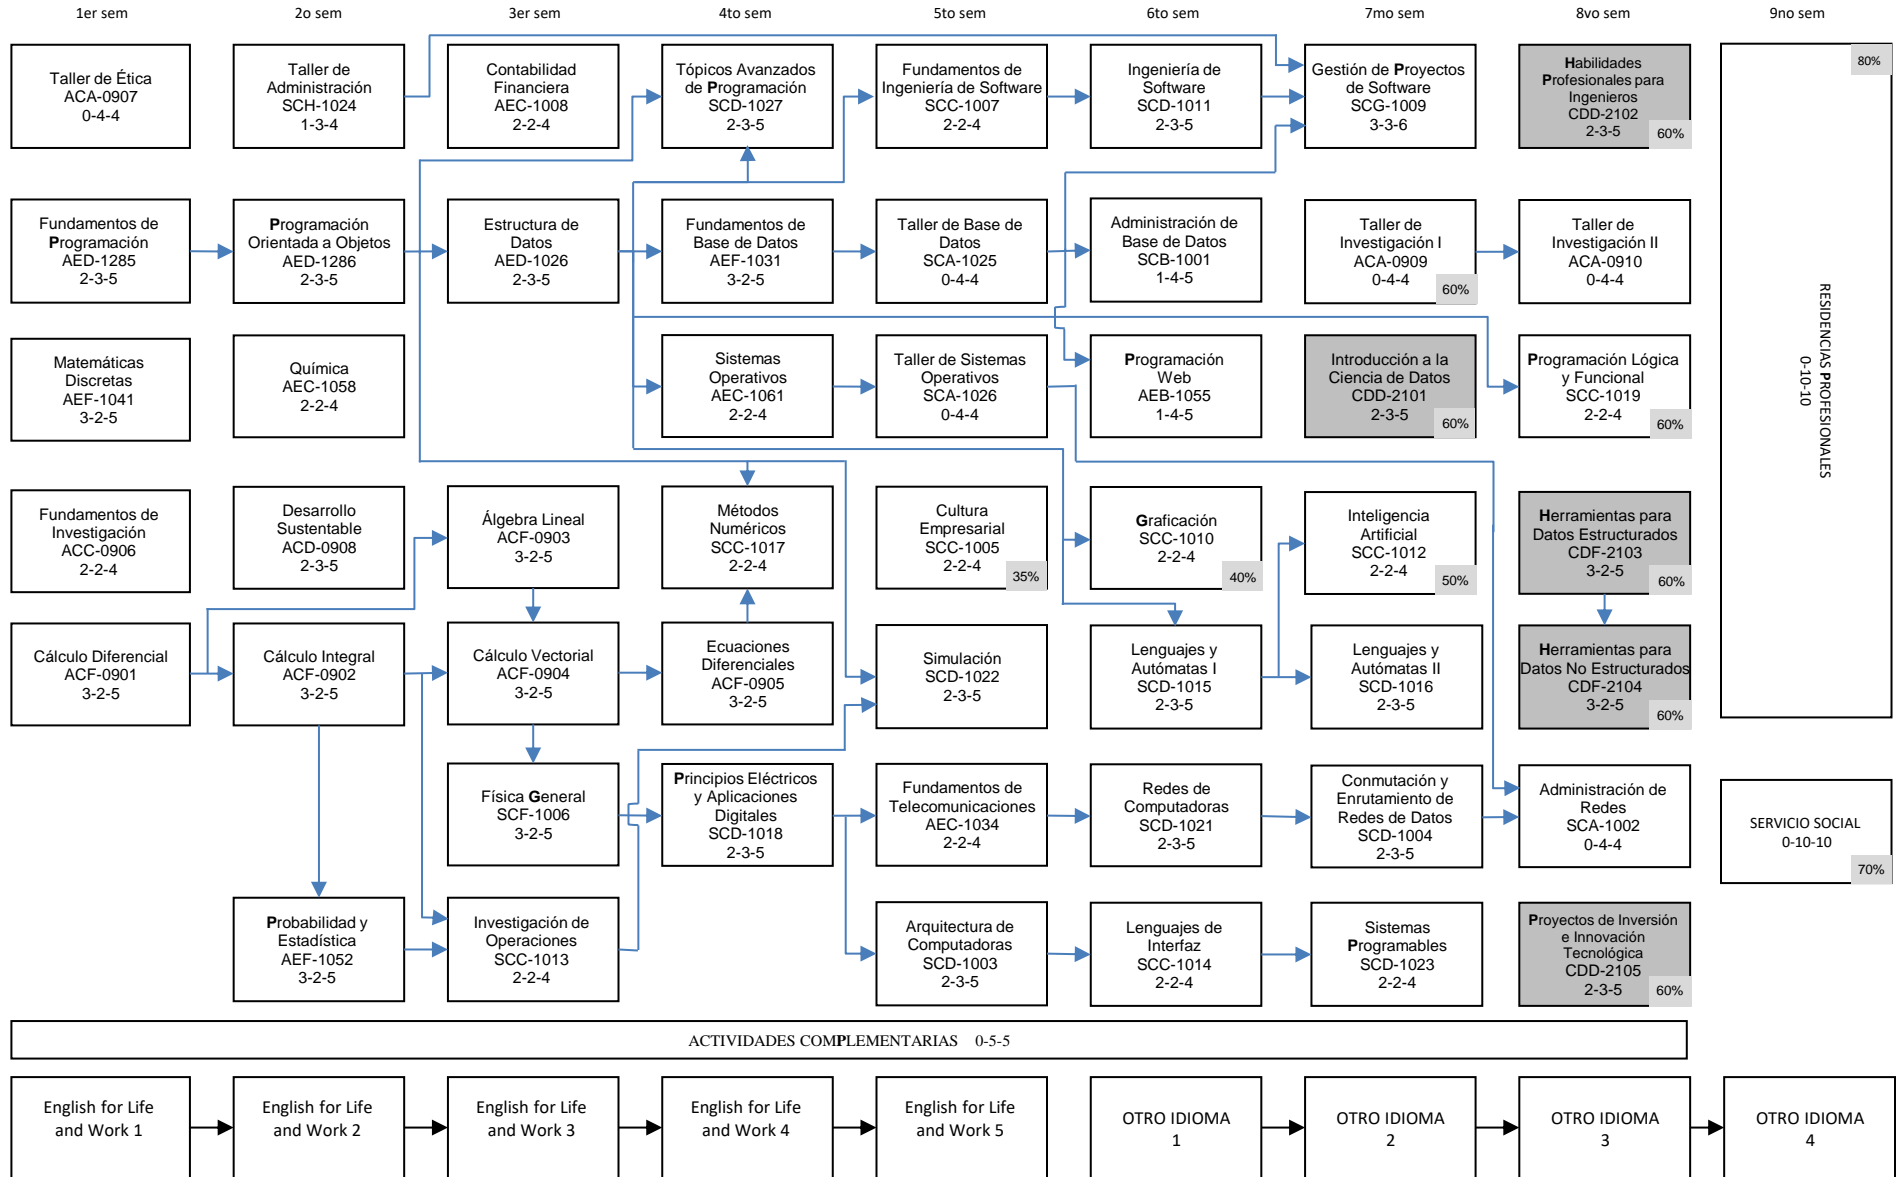 1er sem
2o sem
3er sem
4to sem
5to sem
6to sem
7mo sem
8vo sem
9no sem
Taller de Ética
ACA-0907
0-4-4
Taller de
Administración
SCH-1024
1-3-4
Contabilidad
Financiera
AEC-1008
2-2-4
Tópicos Avanzados
de Programación
SCD-1027
2-3-5
Fundamentos de
Ingeniería de Software
SCC-1007
2-2-4
Ingeniería de
Software
SCD-1011
2-3-5
Gestión de Proyectos
de Software
SCG-1009
3-3-6
Habilidades
Profesionales para
Ingenieros
CDD-2102
2-3-5
60%
80%
RESIDENCIAS PROFESIONALES
0-10-10
Fundamentos de
Programación
AED-1285
2-3-5
Programación
Orientada a Objetos
AED-1286
2-3-5
Estructura de
Datos
AED-1026
2-3-5
Fundamentos de
Base de Datos
AEF-1031
3-2-5
Taller de Base de
Datos
SCA-1025
0-4-4
Administración de
Base de Datos
SCB-1001
1-4-5
Taller de
Investigación I
ACA-0909
0-4-4
60%
Taller de
Investigación II
ACA-0910
0-4-4
Matemáticas
Discretas
AEF-1041
3-2-5
Química
AEC-1058
2-2-4
Sistemas
Operativos
AEC-1061
2-2-4
Taller de Sistemas
Operativos
SCA-1026
0-4-4
Programación
Web
AEB-1055
1-4-5
Introducción a la
Ciencia de Datos
CDD-2101
2-3-5
60%
Programación Lógica
y Funcional
SCC-1019
2-2-4
60%
Fundamentos de
Investigación
ACC-0906
2-2-4
Desarrollo
Sustentable
ACD-0908
2-3-5
Álgebra Lineal
ACF-0903
3-2-5
Métodos
Numéricos
SCC-1017
2-2-4
Cultura
Empresarial
SCC-1005
2-2-4
35%
Graficación
SCC-1010
2-2-4
40%
Inteligencia
Artificial
SCC-1012
2-2-4
50%
Herramientas para
Datos Estructurados
CDF-2103
3-2-5
60%
Cálculo Diferencial
ACF-0901
3-2-5
Cálculo Integral
ACF-0902
3-2-5
Cálculo Vectorial
ACF-0904
3-2-5
Ecuaciones
Diferenciales
ACF-0905
3-2-5
Simulación
SCD-1022
2-3-5
Lenguajes y
Autómatas I
SCD-1015
2-3-5
Lenguajes y
Autómatas II
SCD-1016
2-3-5
Herramientas para
Datos No Estructurados
CDF-2104
3-2-5
60%
Física General
SCF-1006
3-2-5
Principios Eléctricos
y Aplicaciones
Digitales
SCD-1018
2-3-5
Fundamentos de
Telecomunicaciones
AEC-1034
2-2-4
Redes de
Computadoras
SCD-1021
2-3-5
Conmutación y
Enrutamiento de
Redes de Datos
SCD-1004
2-3-5
Administración de
Redes
SCA-1002
0-4-4
SERVICIO SOCIAL
0-10-10
70%
Probabilidad y
Estadística
AEF-1052
3-2-5
Investigación de
Operaciones
SCC-1013
2-2-4
Arquitectura de
Computadoras
SCD-1003
2-3-5
Lenguajes de
Interfaz
SCC-1014
2-2-4
Sistemas
Programables
SCD-1023
2-2-4
Proyectos de Inversión
e Innovación
Tecnológica
CDD-2105
2-3-5
60%
ACTIVIDADES COMPLEMENTARIAS 0-5-5
English for Life
and Work 1
English for Life
and Work 2
English for Life
and Work 3
English for Life
and Work 4
English for Life
and Work 5
OTRO IDIOMA
1
OTRO IDIOMA
2
OTRO IDIOMA
3
OTRO IDIOMA
4